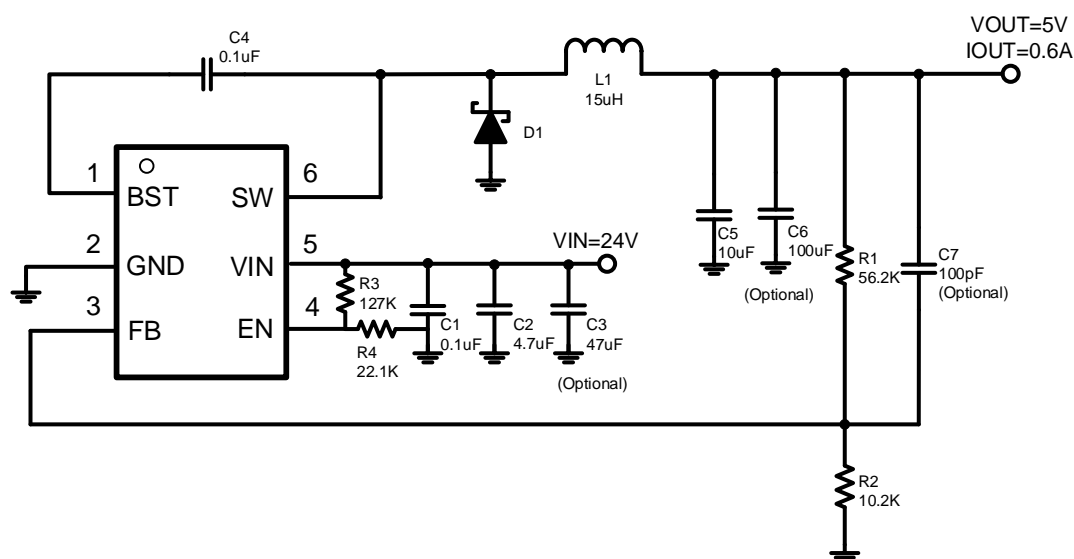 VOUT=5V
IOUT=0.6A
C4
0.1uF
L1
15uH
D1
1
BST
6
SW
2
GND
5
VIN
3
FB
4
EN
VIN=24V
R3
127K
R4
22.1K
C1
0.1uF
C2
4.7uF
C3
47uF
(Optional)
C5
10uF
C6
100uF
(Optional)
R1
56.2K
C7
100pF
(Optional)
R2
10.2K